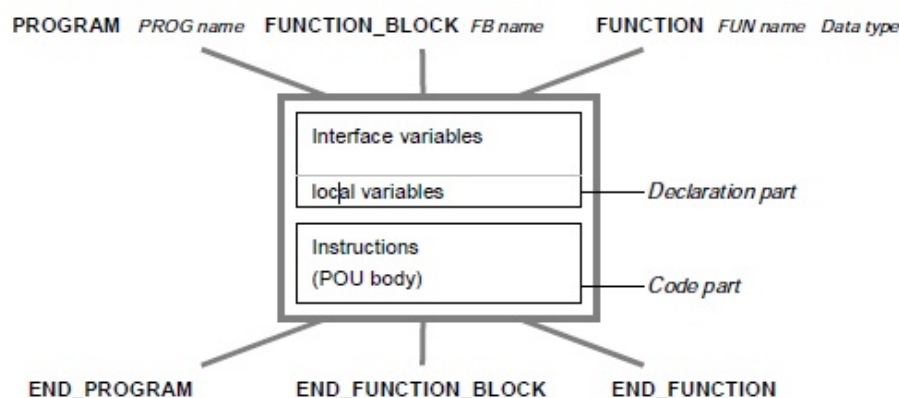 PROGRAM PROG name FUNCTION_BLOCK FB name FUNCTION FUN name Data type
Interface variables
local variables
Declaration part
Instructions
(POU body)
Code part
END_PROGRAM END_FUNCTION_BLOCK END_FUNCTION